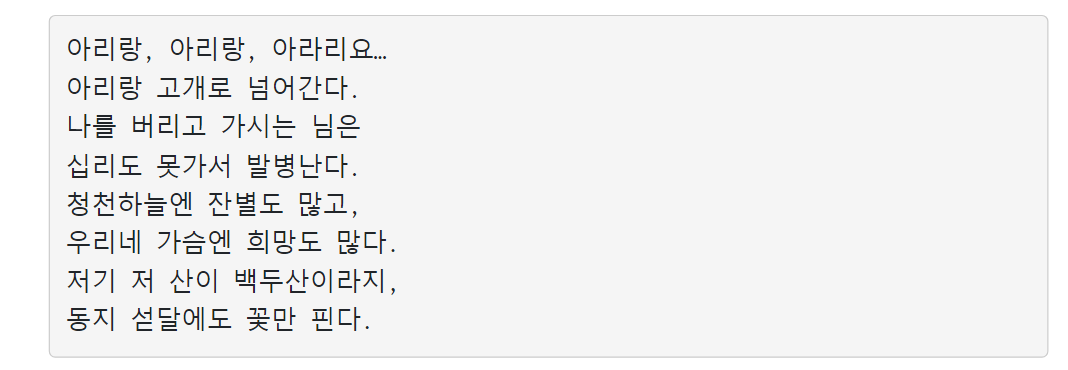 아리랑, 아리랑, 아라리요…
아리랑 고개로 넘어간다.
나를 버리고 가시는 님은
십리도 못가서 발병난다.
청천하늘엔 잔별도 많고,
우리네 가슴엔 희망도 많다.
저기 저 산이 백두산이라지,
동지 섣달에도 꽃만 핀다.